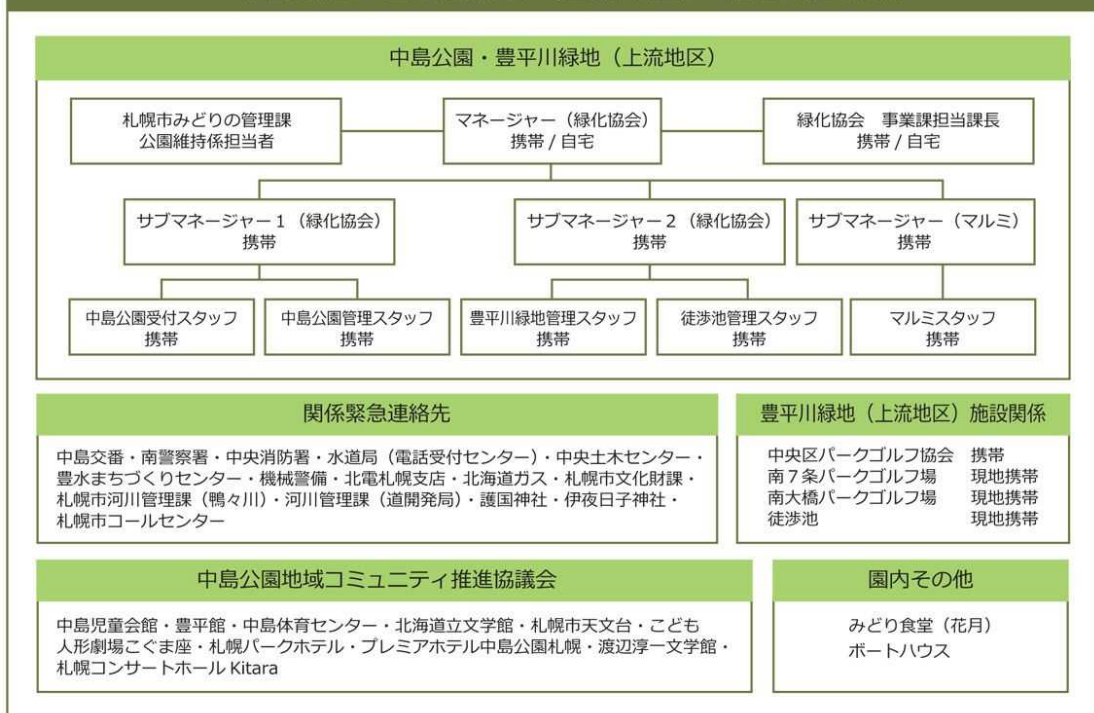 中島公園・豊平川緑地（上流地区）
札幌市みどりの管理課
公園維持係担当者
マネージャー（緑化協会）
携帯 / 自宅
緑化協会　事業課担当課長
携帯 / 自宅
サブマネージャー１（緑化協会）
携帯
サブマネージャー２（緑化協会）
携帯
サブマネージャー（マルミ）
携帯
中島公園受付スタッフ
携帯
中島公園管理スタッフ
携帯
豊平川緑地管理スタッフ
携帯
徒渉池管理スタッフ
携帯
マルミスタッフ
携帯
関係緊急連絡先
中島交番・南警察署・中央消防署・水道局（電話受付センター）・中央土木センター・
豊水まちづくりセンター・機械警備・北電札幌支店・北海道ガス・札幌市文化財課・
札幌市河川管理課（鴨々川）・河川管理課（道開発局）・護国神社・伊夜日子神社・
札幌市コールセンター
豊平川緑地（上流地区）施設関係
中央区パークゴルフ協会　携帯
南７条パークゴルフ場　現地携帯
南大橋パークゴルフ場　現地携帯
徒渉池　現地携帯
中島公園地域コミュニティ推進協議会
中島児童会館・豊平館・中島体育センター・北海道立文学館・札幌市天文台・こども
人形劇場こぐま座・札幌パークホテル・プレミアホテル中島公園札幌・渡辺淳一文学館・
札幌コンサートホール Kitara
園内その他
みどり食堂（花月）
ボートハウス